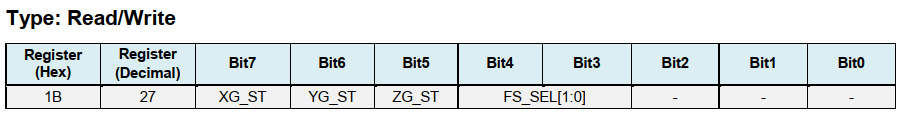 Type: Read/Write
Register (Hex) Register (Decimal) Bit7 Bit6 Bit5 Bit4 Bit3 Bit2 Bit1 Bit0
1B 27 XG_ST YG_ST ZG_ST FS_SEL[1:0] - - -